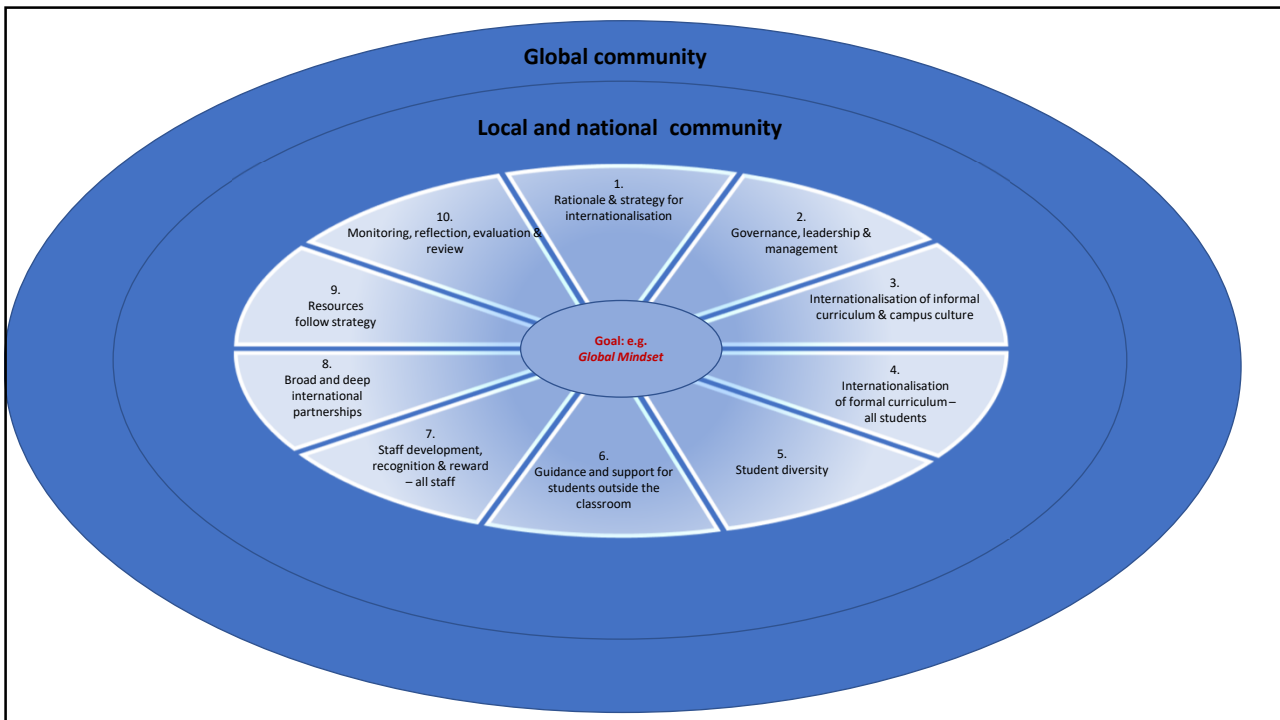 Global community
Local and national community
1.
Rationale & strategy for
internationalisation
2.
Governance, leadership &
management
3.
Internationalisation of informal
curriculum & campus culture
4.
Internationalisation
of formal curriculum –
all students
5.
Student diversity
6.
Guidance and support for
students outside the
classroom
7.
Staff development,
recognition & reward
– all staff
8.
Broad and deep
international
partnerships
9.
Resources
follow strategy
10.
Monitoring, reflection, evaluation &
review
Goal: e.g.
Global Mindset